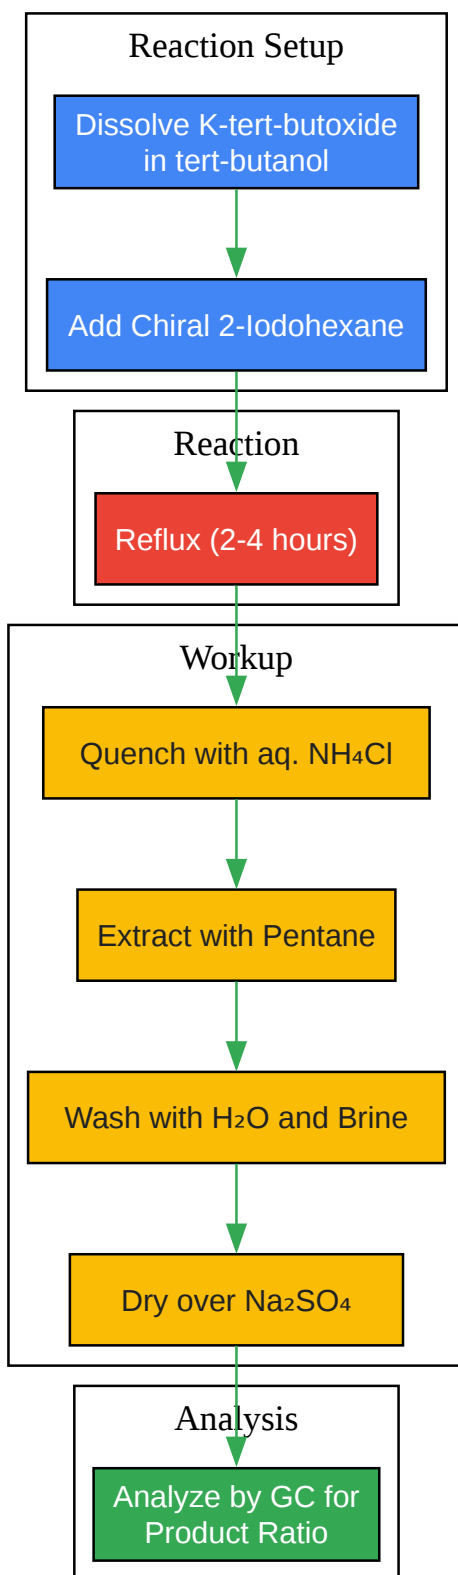 Reaction Setup
Dissolve K-tert-butoxide
in tert-butanol
Add Chiral 2-Iodohexane
Reaction
Reflux (2-4 hours)
Workup
Quench with aq. NH₄Cl
Extract with Pentane
Wash with H₂O and Brine
Dry over Na₂SO₄
Analysis
Analyze by GC for
Product Ratio